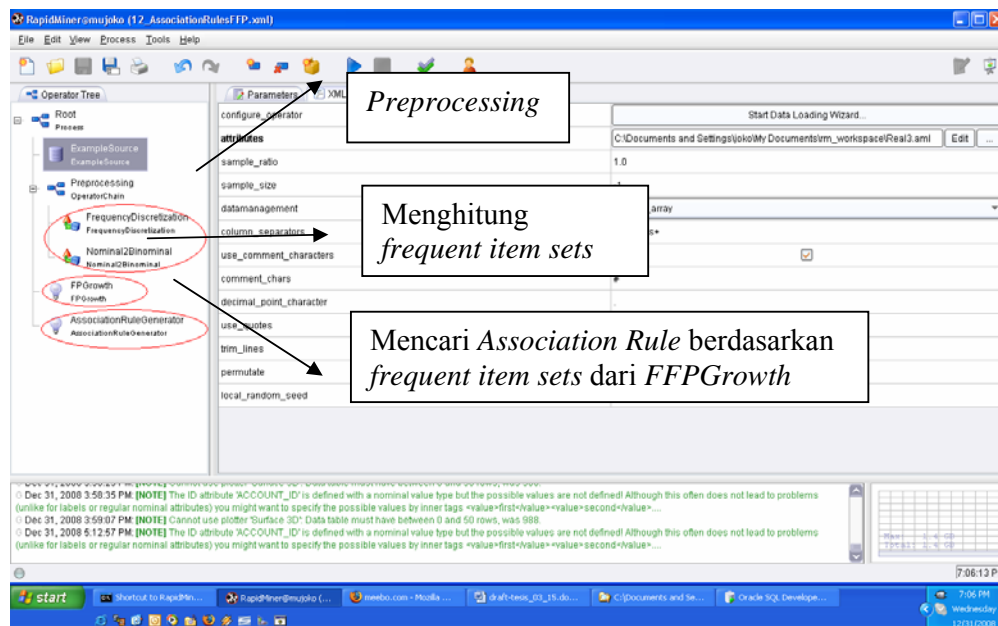 RapidMiner@mujoko (12_AssociationRulesFFP.xml)
File Edit View Process Tools Help
Operator Tree
Root
Process
ExampleSource
ExampleSource
Preprocessing
OperatorChain
FrequencyDiscretization
FrequencyDiscretization
Nominal2Binominal
Nominal2Binominal
FPGrowth
FPGrowth
AssociationRuleGenerator
AssociationRuleGenerator
Parameters XML
configure_operator Start Data Loading Wizard...
attributes C:\Documents and Settings\joko\My Documents\rm_workspace\Real3.aml Edit ...
sample_ratio 1.0
sample_size
datamanagement _array
column_separators s+
use_comment_characters
comment_chars #
decimal_point_character .
use_quotes
trim_lines
permutate
local_random_seed
Preprocessing
Menghitung
frequent item sets
Mencari Association Rule berdasarkan
frequent item sets dari FFPGrowth
Dec 31, 2008 3:58:35 PM: [NOTE] The ID attribute 'ACCOUNT_ID' is defined with a nominal value type but the possible values are not defined! Although this often does not lead to problems
(unlike for labels or regular nominal attributes) you might want to specify the possible values by inner tags <value>first</value><value>second</value>....
Dec 31, 2008 3:59:07 PM: [NOTE] Cannot use plotter 'Surface 3D': Data table must have between 0 and 50 rows, was 988.
Dec 31, 2008 5:12:57 PM: [NOTE] The ID attribute 'ACCOUNT_ID' is defined with a nominal value type but the possible values are not defined! Although this often does not lead to problems
(unlike for labels or regular nominal attributes) you might want to specify the possible values by inner tags <value>first</value><value>second</value>....
7:06:13 P
start Shortcut to RapidMin... RapidMiner@mujoko (... meebo.com - Mozilla ... draft-tesis_03_15.do... C:\Documents and Se... Oracle SQL Develope... 7:06 PM
Wednesday
12/31/2008